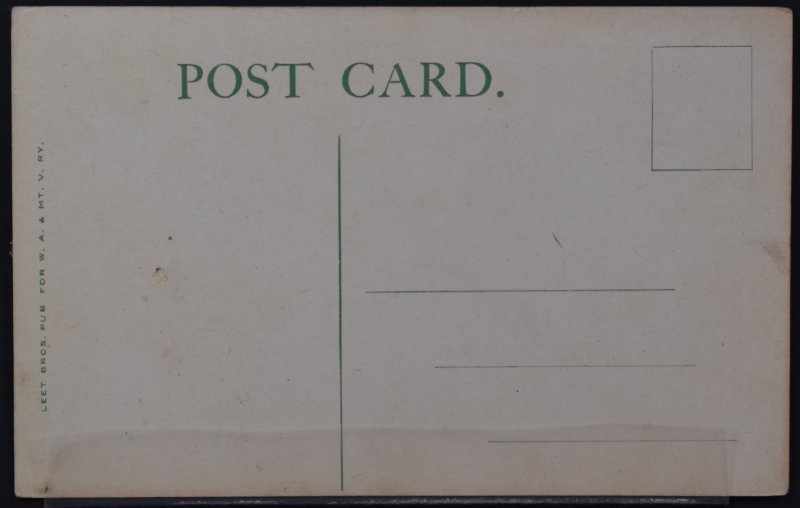 POST CARD.
LEET BROS. PUB FOR W. A. & MT. V. RY.